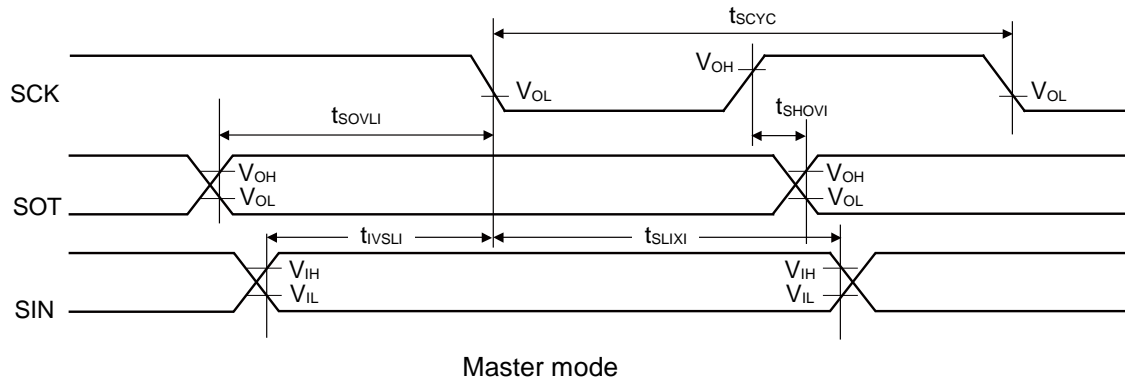 tSCYC
SCK
VOL
VOH
VOL
tSOVLI
tSHOVI
SOT
VOH
VOL
VOH
VOL
tIVSLI
tSLIXI
SIN
VIH
VIL
VIH
VIL
Master mode